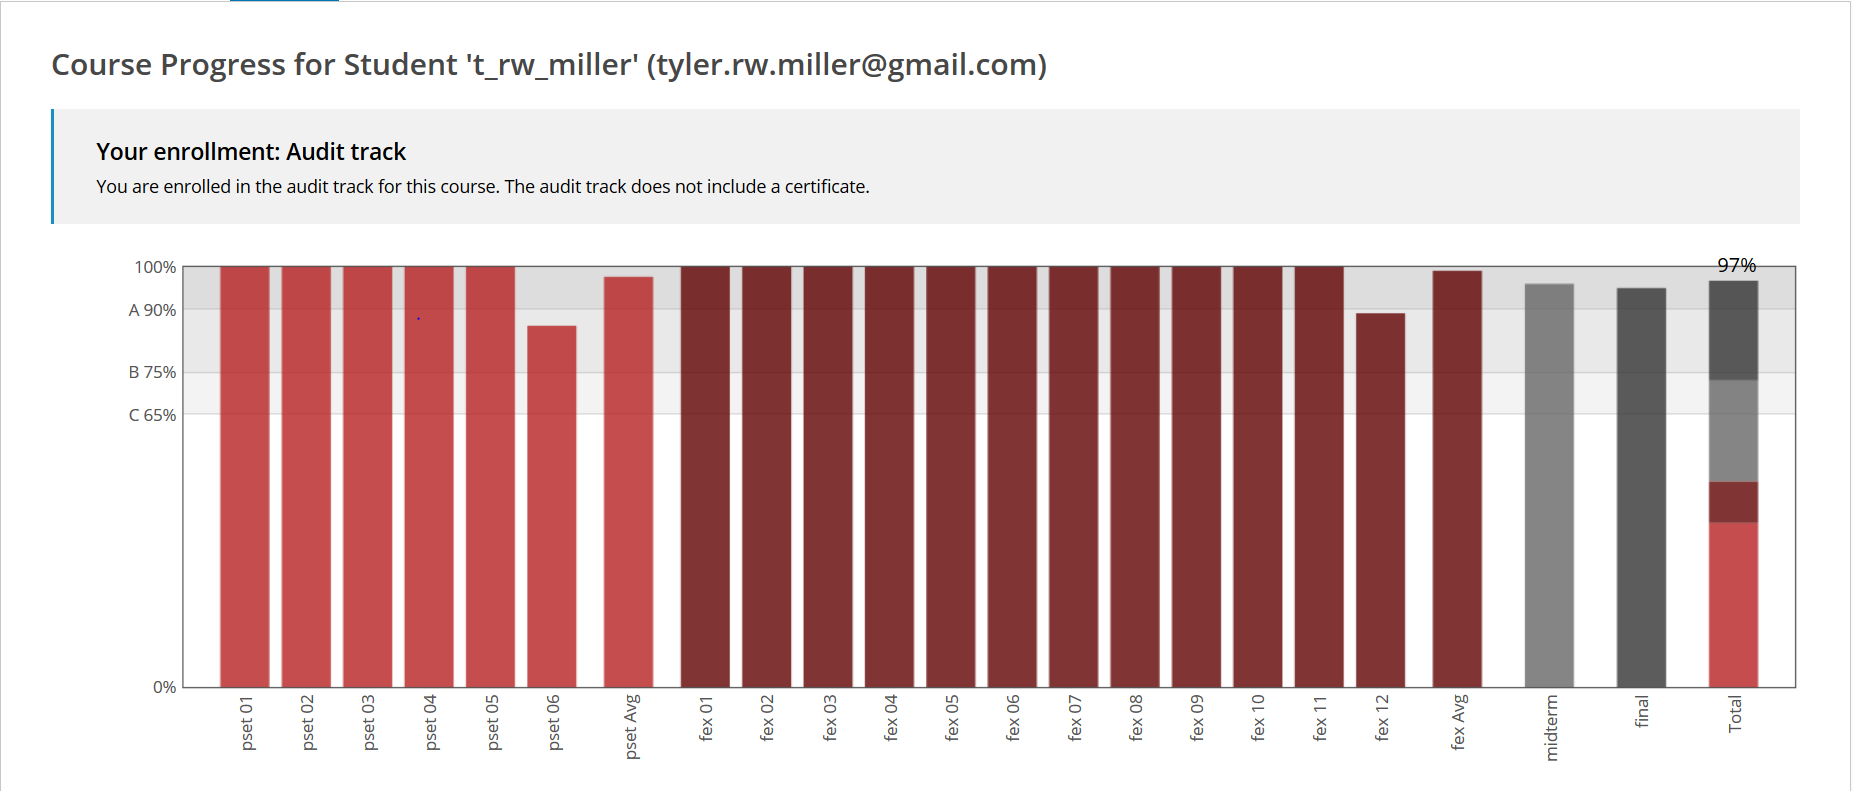 Course Progress for Student 't_rw_miller' (tyler.rw.miller@gmail.com)
Your enrollment: Audit track
You are enrolled in the audit track for this course. The audit track does not include a certificate.
100%
A 90%
B 75%
C 65%
0%
97%
pset 01
pset 02
pset 03
pset 04
pset 05
pset 06
pset Avg
fex 01
fex 02
fex 03
fex 04
fex 05
fex 06
fex 07
fex 08
fex 09
fex 10
fex 11
fex 12
fex Avg
midterm
final
Total